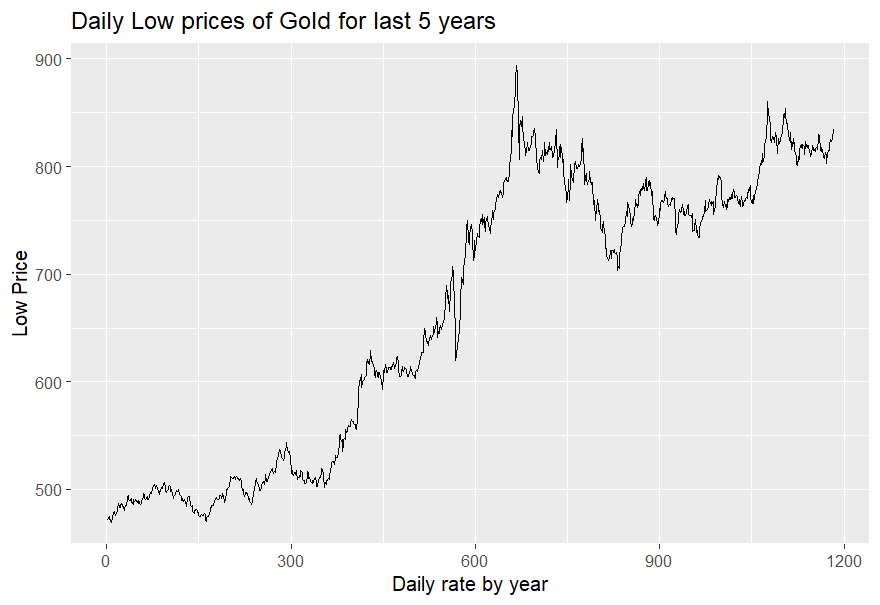 Daily Low prices of Gold for last 5 years
900
800
700
600
500
Low Price
0 300 600 900 1200
Daily rate by year